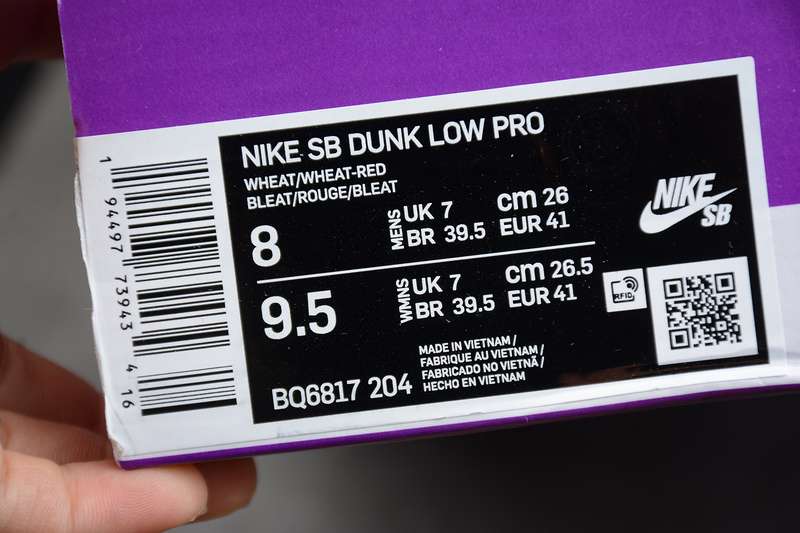 NIKE SB DUNK LOW PRO
WHEAT/WHEAT-RED
BLEAT/ROUGE/BLEAT
8
MENS
UK 7
cm 26
BR 39.5
EUR 41
9.5
WMNS
UK 7
cm 26.5
BR 39.5
EUR 41
BQ6817 204
MADE IN VIETNAM /
FABRIQUE AU VIETNAM /
FABRICADO NO VIETNÃ /
HECHO EN VIETNAM
NIKE
SB
RFID
1 94497 73943 4 16